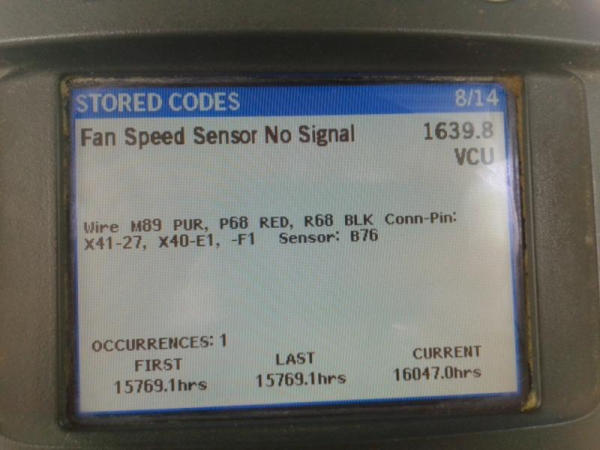 STORED CODES 8/14
Fan Speed Sensor No Signal 1639.8
VCU
Wire M89 PUR, P68 RED, R68 BLK Conn-Pin:
X41-27, X40-E1, -F1 Sensor: B76
OCCURRENCES: 1
FIRST LAST CURRENT
15769.1hrs 15769.1hrs 16047.0hrs